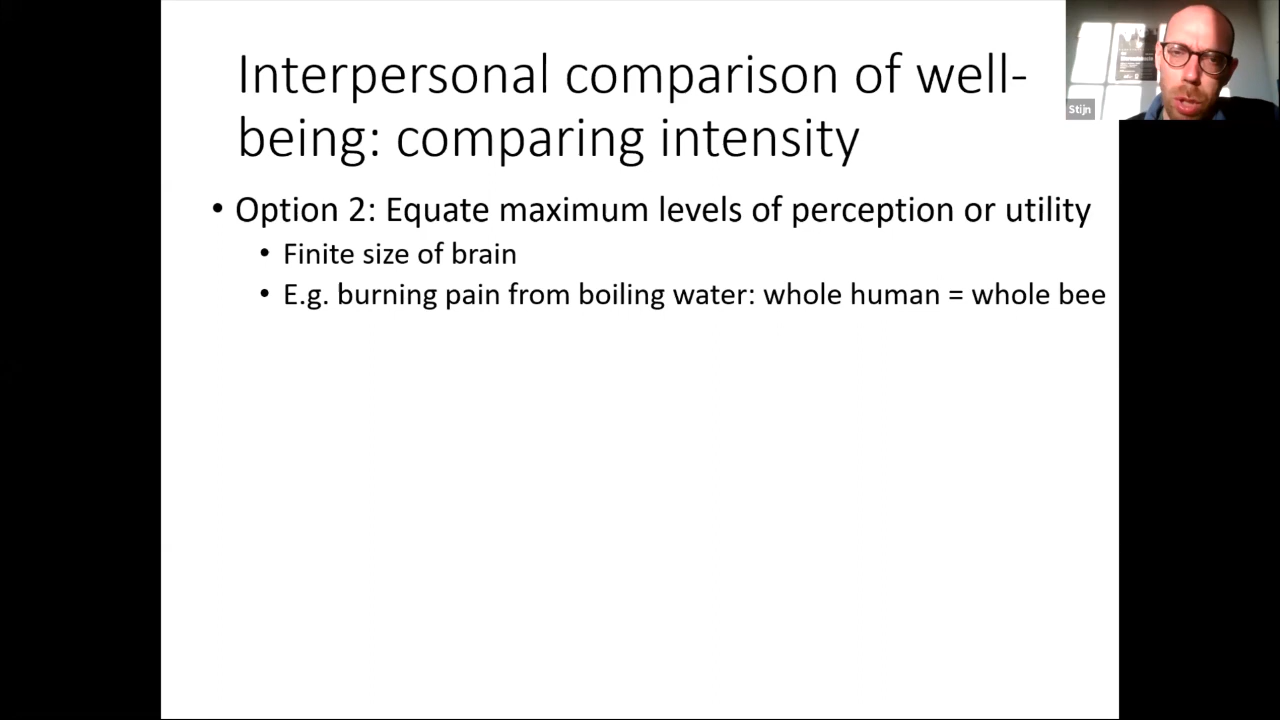 Interpersonal comparison of well-
being: comparing intensity
• Option 2: Equate maximum levels of perception or utility
• Finite size of brain
• E.g. burning pain from boiling water: whole human = whole bee
Stijn